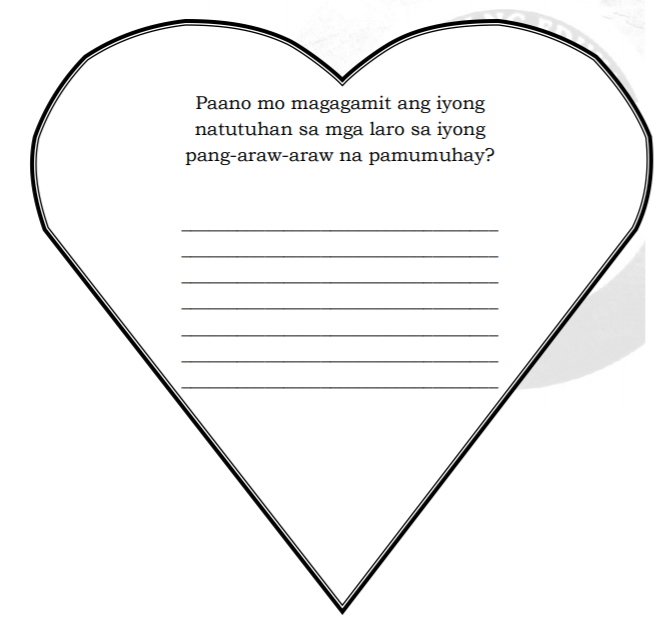 Paano mo magagamit ang iyong
natutuhan sa mga laro sa iyong
pang-araw-araw na pamumuhay?